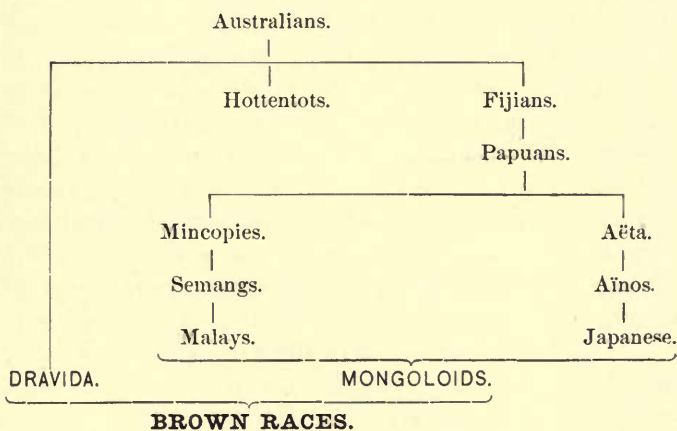 Australians.
Hottentots. Fijians.
Papuans.
Mincopies. Aëta.
Semangs. Aïnos.
Malays. Japanese.
DRAVIDA. MONGOLOIDS.
BROWN RACES.